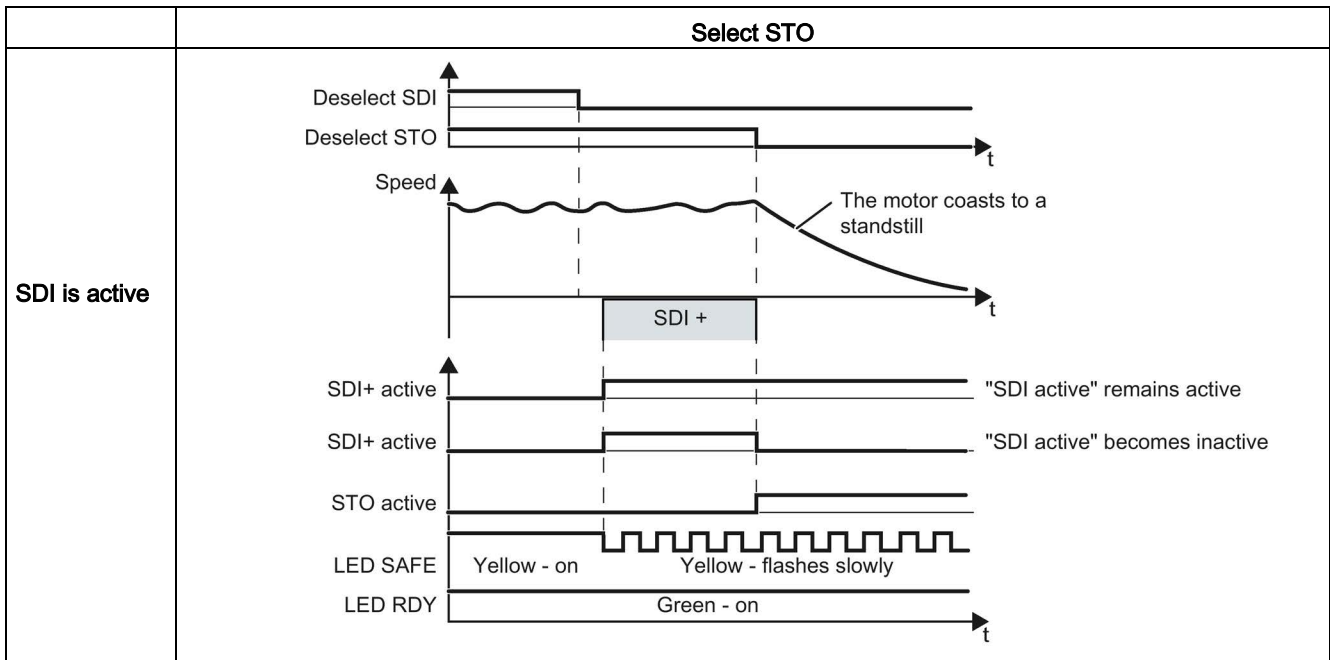 Select STO
SDI is active
Deselect SDI
Deselect STO
t
Speed
The motor coasts to a
standstill
t
SDI +
SDI+ active
"SDI active" remains active
SDI+ active
"SDI active" becomes inactive
STO active
LED SAFE
Yellow - on
Yellow - flashes slowly
LED RDY
Green - on
t